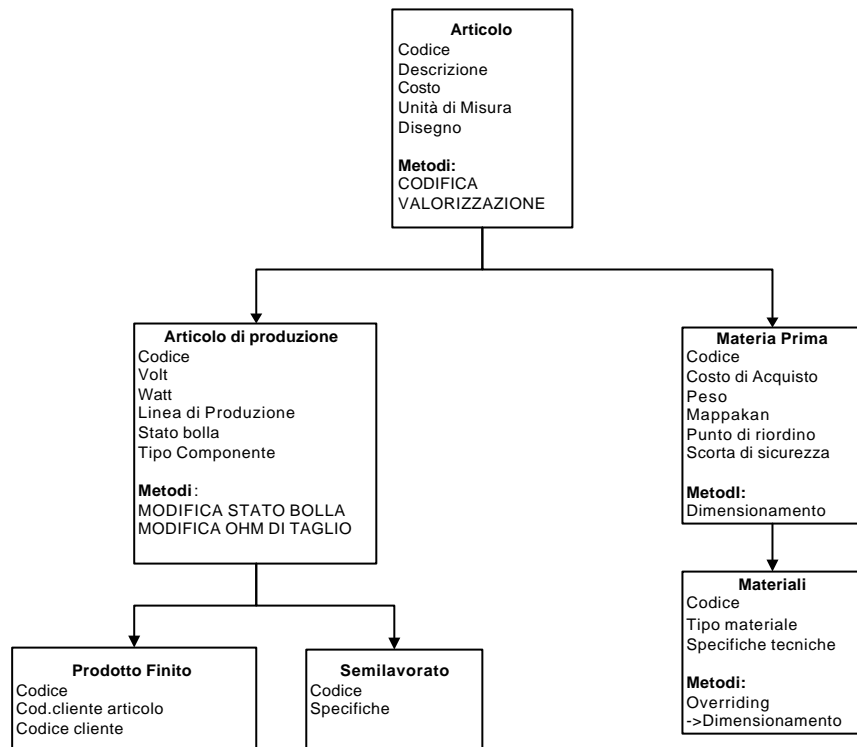 Articolo
Codice
Descrizione
Costo
Unità di Misura
Disegno
Metodi:
CODIFICA
VALORIZZAZIONE
Articolo di produzione
Codice
Volt
Watt
Linea di Produzione
Stato bolla
Tipo Componente
Metodi:
MODIFICA STATO BOLLA
MODIFICA OHM DI TAGLIO
Materia Prima
Codice
Costo di Acquisto
Peso
Mappakan
Punto di riordino
Scorta di sicurezza
MetodI:
Dimensionamento
Prodotto Finito
Codice
Cod.cliente articolo
Codice cliente
Semilavorato
Codice
Specifiche
Materiali
Codice
Tipo materiale
Specifiche tecniche
Metodi:
Overriding
->Dimensionamento